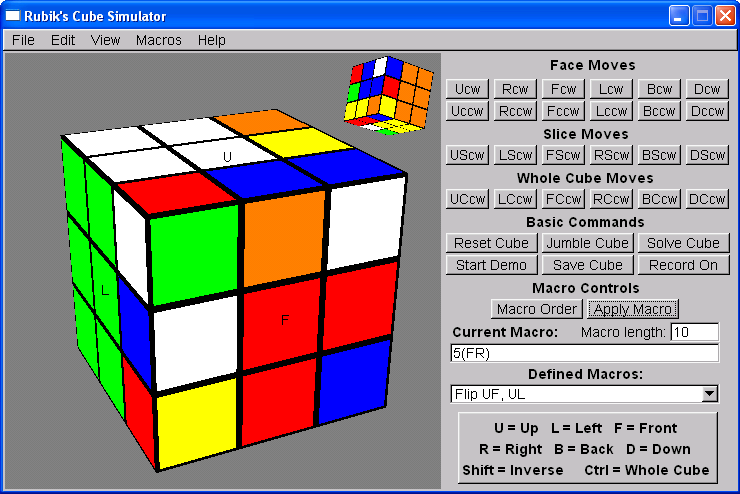 Rubik's Cube Simulator
File Edit View Macros Help
U
L
F
Face Moves
Ucw Rcw Fcw Lcw Bcw Dcw
Uccw Rccw Fccw Lccw Bccw Dccw
Slice Moves
UScw LScw FScw RScw BScw DScw
Whole Cube Moves
UCcw LCcw FCcw RCcw BCcw DCcw
Basic Commands
Reset Cube Jumble Cube Solve Cube
Start Demo Save Cube Record On
Macro Controls
Macro Order Apply Macro
Current Macro: Macro length: 10
5(FR)
Defined Macros:
Flip UF, UL
U = Up L = Left F = Front
R = Right B = Back D = Down
Shift = Inverse Ctrl = Whole Cube